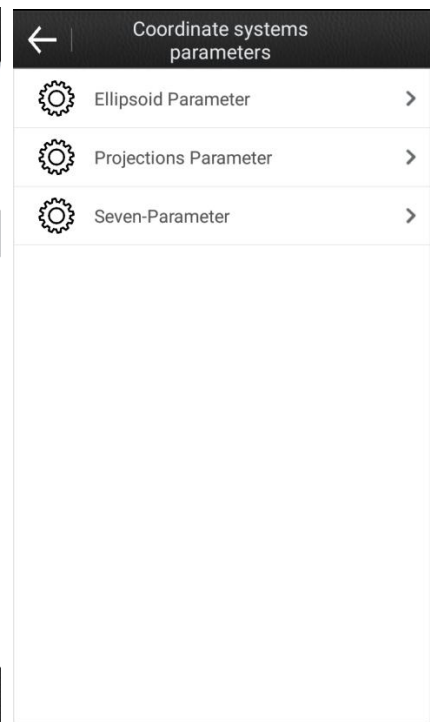 Coordinate systems
parameters
Ellipsoid Parameter
Projections Parameter
Seven-Parameter